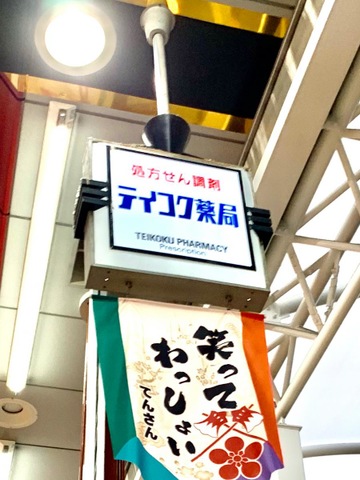 処方せん調剤
テイコク薬局
TEIKOKU PHARMACY
Prescription
笑って
わっしょい
てんさん